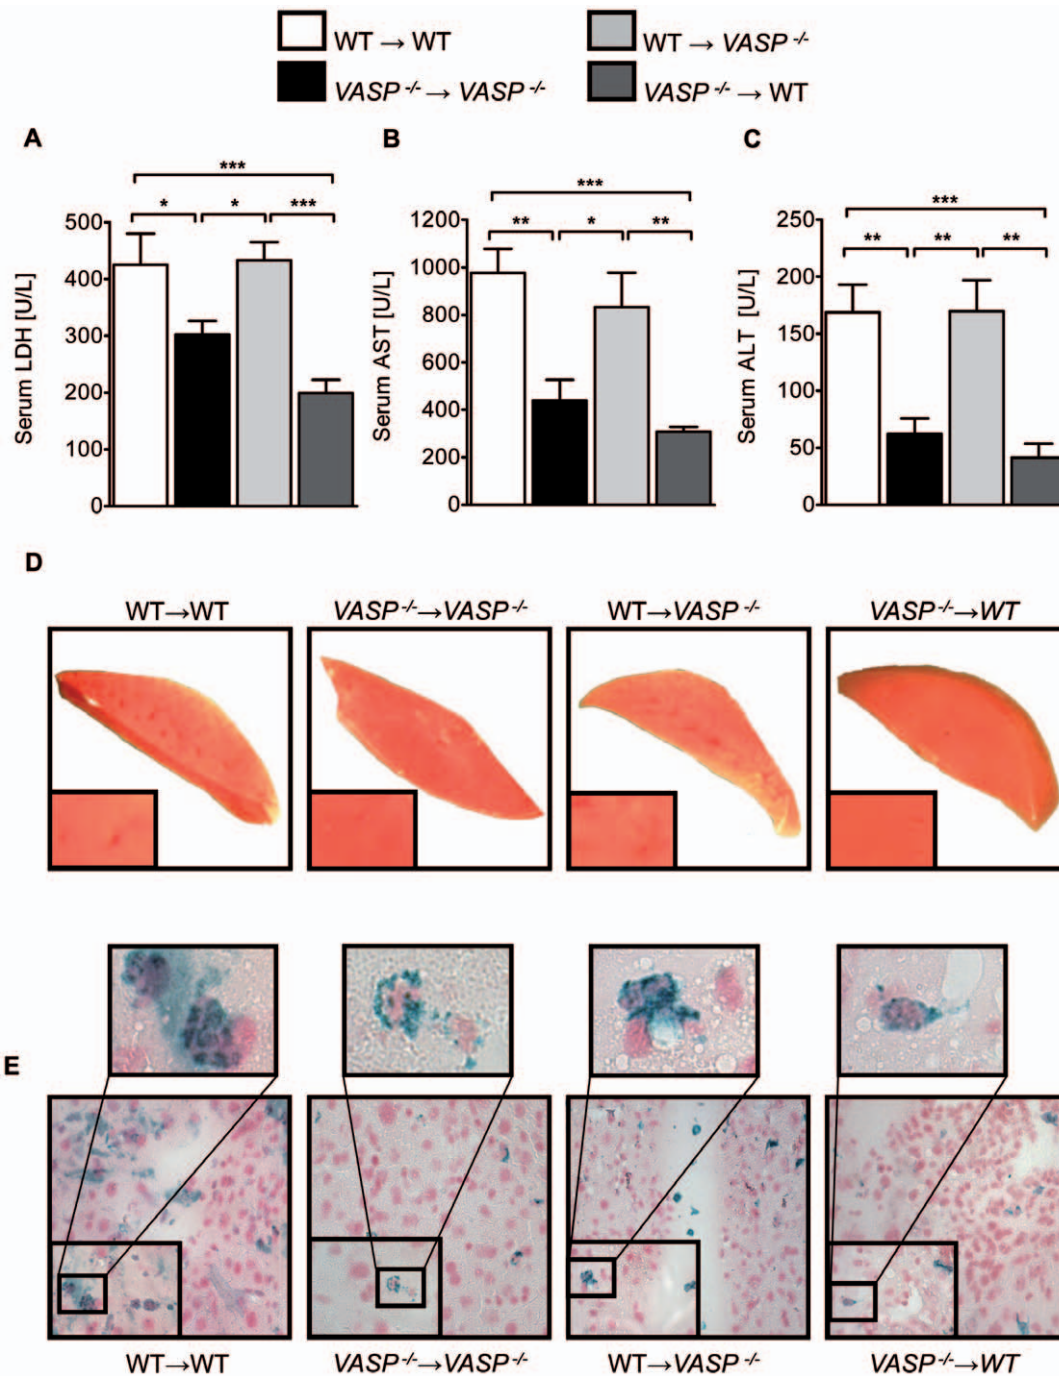 WT → WT
WT → VASP -/-
VASP -/- → VASP -/-
VASP -/- → WT
A
B
C
***
* * ***
Serum LDH [U/L]
500
400
300
200
100
0
***
** * **
Serum AST [U/L]
1200
1000
800
600
400
200
0
***
** ** **
Serum ALT [U/L]
250
200
150
100
50
0
D
WT→WT
VASP -/-→VASP -/-
WT→VASP -/-
VASP -/-→WT
E
WT→WT
VASP -/-→VASP -/-
WT→VASP -/-
VASP -/-→WT